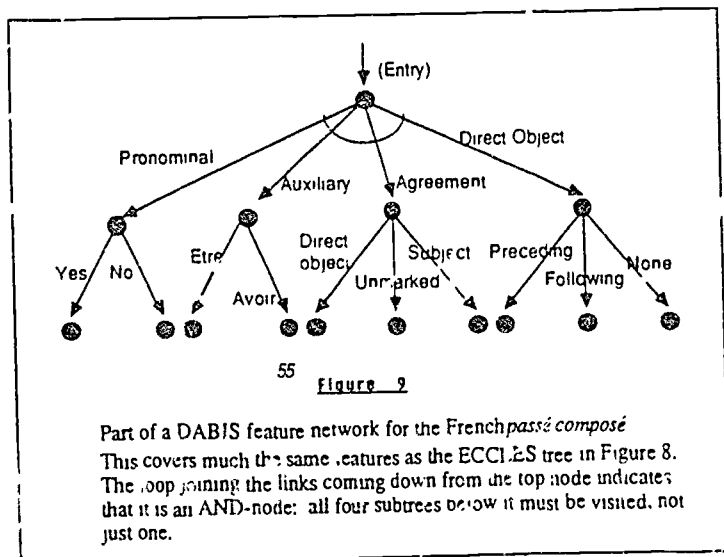 (Entry)
Direct Object
Pronominal
Auxiliary
Agreement
Direct
object
Subject
Preceding
None
Yes
No
Etre
Unmarked
Following
Avoir
55
Figure 9
Part of a DABIS feature network for the French passé composé
This covers much the same features as the ECCLES tree in Figure 8.
The loop joining the links coming down from the top node indicates
that it is an AND-node: all four subtrees below it must be visited, not
just one.